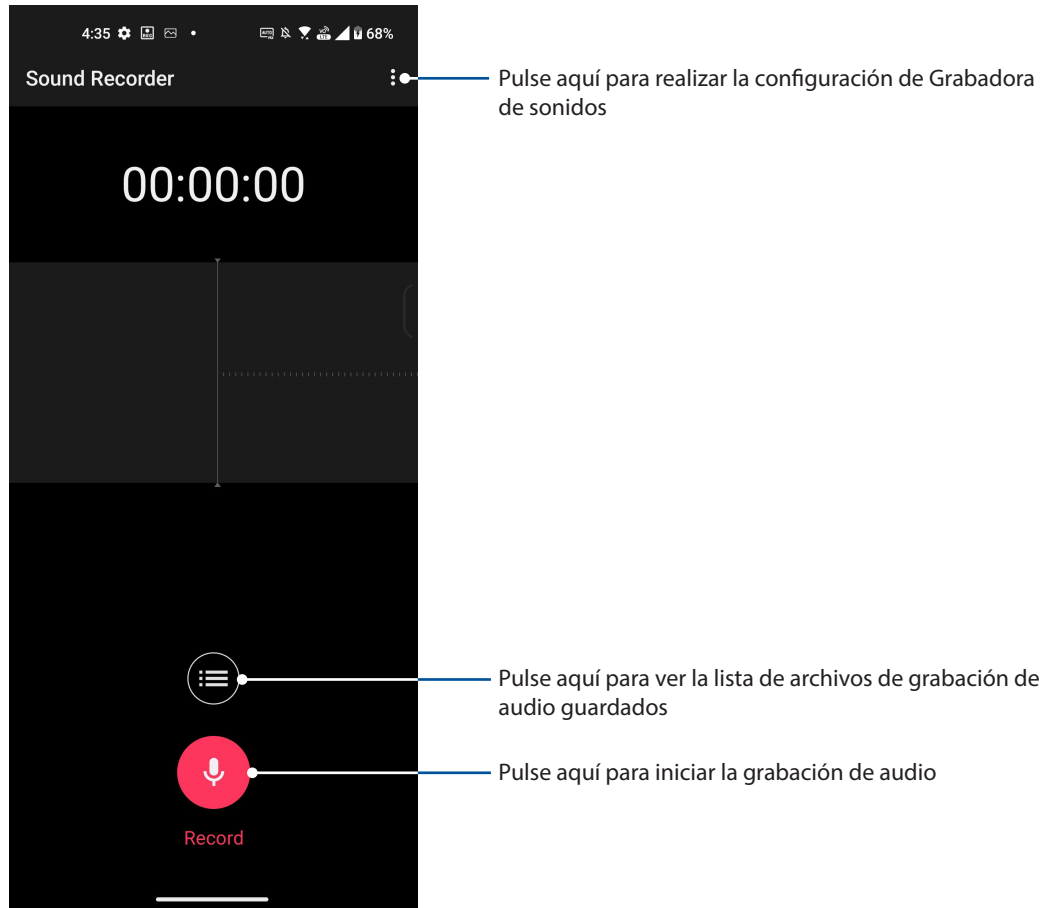 4:35 68%
Sound Recorder
Pulse aquí para realizar la configuración de Grabadora
de sonidos
00:00:00
Pulse aquí para ver la lista de archivos de grabación de
audio guardados
Pulse aquí para iniciar la grabación de audio
Record